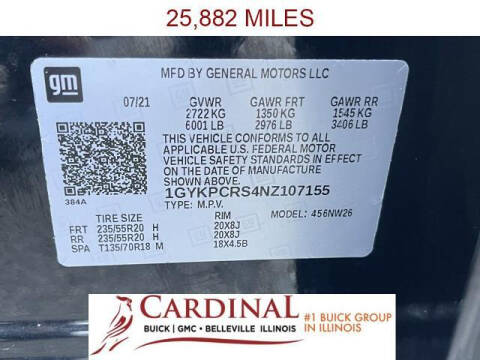 25,882 MILES
gm
MFD BY GENERAL MOTORS LLC
07/21 GVWR GAWR FRT GAWR RR
2722 KG 1350 KG 1545 KG
6001 LB 2976 LB 3406 LB
THIS VEHICLE CONFORMS TO ALL
APPLICABLE U.S. FEDERAL MOTOR
VEHICLE SAFETY AND THEFT
PREVENTION STANDARDS IN EFFECT
ON THE DATE OF MANUFACTURE
SHOWN ABOVE.
384A
1GYKPCRS4NZ107155
TYPE: M.P.V. MODEL: 456NW26
TIRE SIZE RIM
FRT 235/55R20 H 20X8J
RR 235/55R20 H 20X8J
SPA T135/70R18 M 18X4.5B
CARDINAL
BUICK | GMC • BELLEVILLE ILLINOIS
#1 BUICK GROUP
IN ILLINOIS